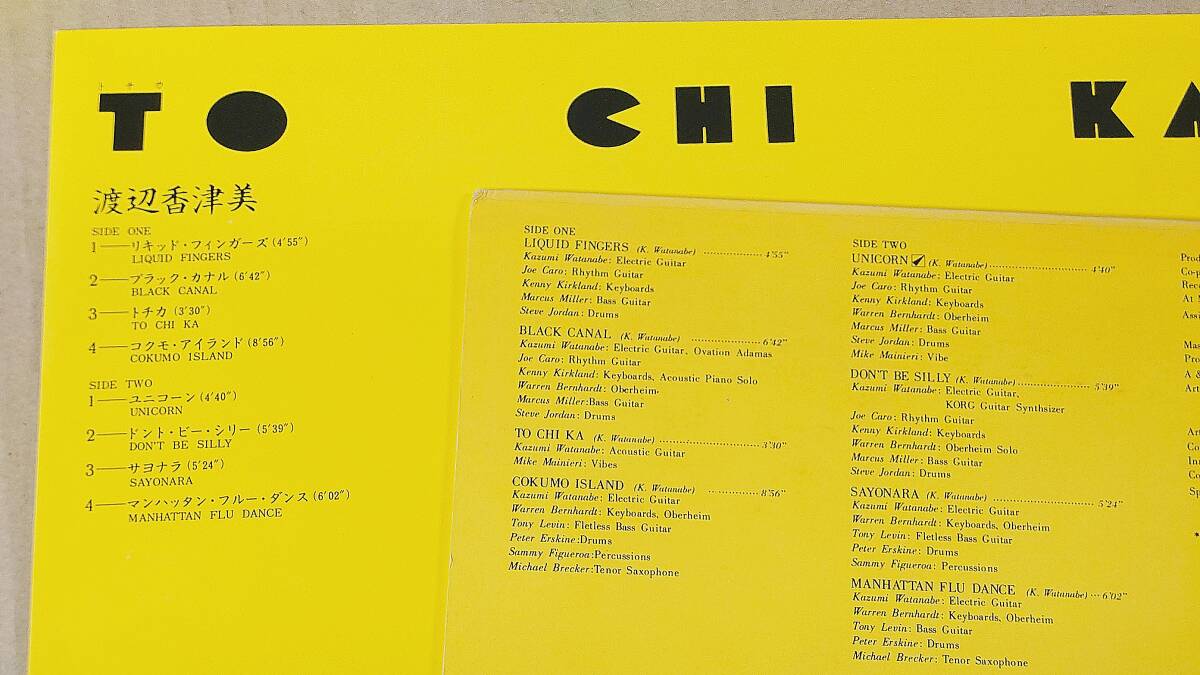 トチカ
TO CHI KA
渡辺香津美
SIDE ONE
1——リキッド・フィンガーズ(4′55″)
LIQUID FINGERS
2——ブラック・カナル(6′42″)
BLACK CANAL
3——トチカ(3′30″)
TO CHI KA
4——コクモ・アイランド(8′56″)
COKUMO ISLAND
SIDE TWO
1——ユニコーン(4′40″)
UNICORN
2——ドント・ビー・シリー(5′39″)
DON'T BE SILLY
3——サヨナラ(5′24″)
SAYONARA
4——マンハッタン・フルー・ダンス(6′02″)
MANHATTAN FLU DANCE
SIDE ONE
LIQUID FINGERS (K. Watanabe) ................ 4′55″
Kazumi Watanabe: Electric Guitar
Joe Caro: Rhythm Guitar
Kenny Kirkland: Keyboards
Marcus Miller: Bass Guitar
Steve Jordan: Drums
BLACK CANAL (K. Watanabe) ................ 6′42″
Kazumi Watanabe: Electric Guitar, Ovation Adamas
Joe Caro: Rhythm Guitar
Kenny Kirkland: Keyboards, Acoustic Piano Solo
Warren Bernhardt: Oberheim
Marcus Miller: Bass Guitar
Steve Jordan: Drums
TO CHI KA (K. Watanabe) ................ 3′30″
Kazumi Watanabe: Acoustic Guitar
Mike Mainieri: Vibes
COKUMO ISLAND (K. Watanabe) ............ 8′56″
Kazumi Watanabe: Electric Guitar
Warren Bernhardt: Keyboards, Oberheim
Tony Levin: Fletless Bass Guitar
Peter Erskine: Drums
Sammy Figueroa: Percussions
Michael Brecker: Tenor Saxophone
SIDE TWO
UNICORN (K. Watanabe) ................ 4′40″
Kazumi Watanabe: Electric Guitar
Joe Caro: Rhythm Guitar
Kenny Kirkland: Keyboards
Warren Bernhardt: Oberheim
Marcus Miller: Bass Guitar
Steve Jordan: Drums
Mike Mainieri: Vibe
DON'T BE SILLY (K. Watanabe) ................ 5′39″
Kazumi Watanabe: Electric Guitar,
KORG Guitar Synthsizer
Joe Caro: Rhythm Guitar
Kenny Kirkland: Keyboards
Warren Bernhardt: Oberheim Solo
Marcus Miller: Bass Guitar
Steve Jordan: Drums
SAYONARA (K. Watanabe) ................ 5′24″
Kazumi Watanabe: Electric Guitar
Warren Bernhardt: Keyboards, Oberheim
Tony Levin: Fletless Bass Guitar
Peter Erskine: Drums
Sammy Figueroa: Percussions
MANHATTAN FLU DANCE (K. Watanabe) ... 6′02″
Kazumi Watanabe: Electric Guitar
Warren Bernhardt: Keyboards, Oberheim
Tony Levin: Bass Guitar
Peter Erskine: Drums
Michael Brecker: Tenor Saxophone
Prod
Co-p
Reco
At M
Assi
Mas
Pro
A &
Art
Art
Co
Inn
Co
Sp